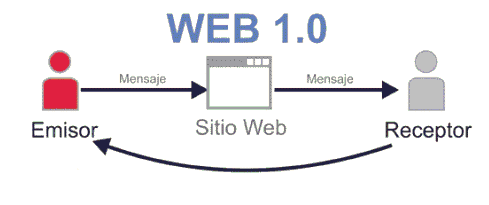 WEB 1.0
Mensaje
Mensaje
Emisor
Sitio Web
Receptor